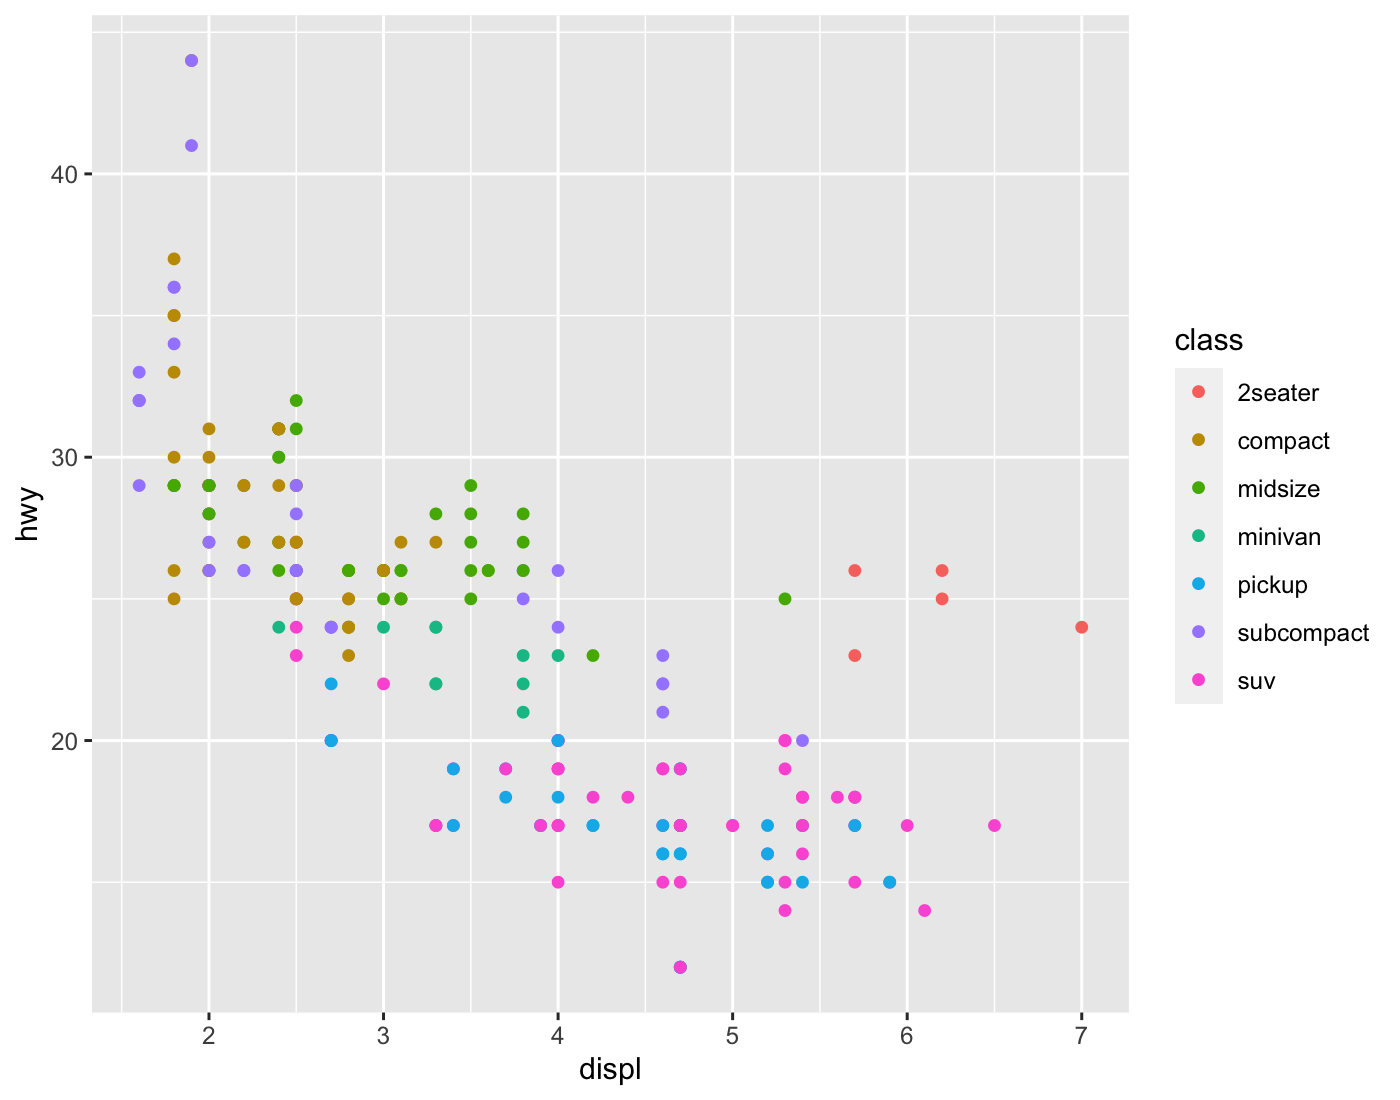 hwy
40
30
20
2 3 4 5 6 7
displ
class
2seater
compact
midsize
minivan
pickup
subcompact
suv